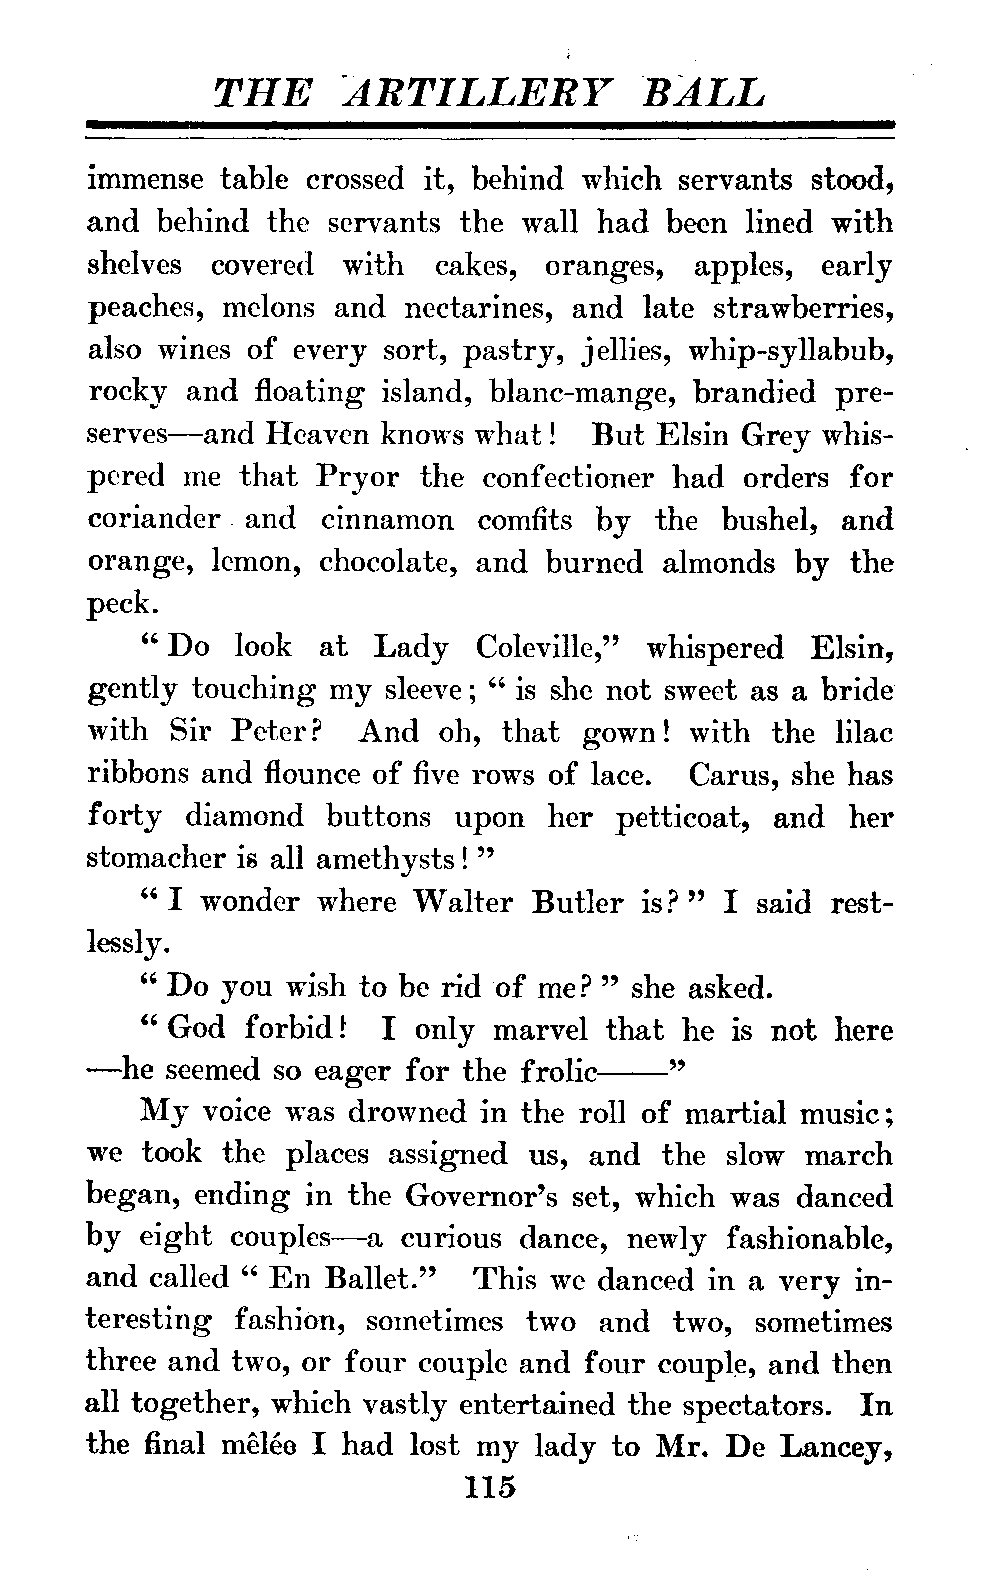 THE ARTILLERY BALL
immense table crossed it, behind which servants stood,
and behind the servants the wall had been lined with
shelves covered with cakes, oranges, apples, early
peaches, melons and nectarines, and late strawberries,
also wines of every sort, pastry, jellies, whip-syllabub,
rocky and floating island, blanc-mange, brandied pre-
serves—and Heaven knows what! But Elsin Grey whis-
pered me that Pryor the confectioner had orders for
coriander and cinnamon comfits by the bushel, and
orange, lemon, chocolate, and burned almonds by the
peck.
“ Do look at Lady Coleville,” whispered Elsin,
gently touching my sleeve; “ is she not sweet as a bride
with Sir Peter? And oh, that gown! with the lilac
ribbons and flounce of five rows of lace. Carus, she has
forty diamond buttons upon her petticoat, and her
stomacher is all amethysts! ”
“ I wonder where Walter Butler is? ” I said rest-
lessly.
“ Do you wish to be rid of me? ” she asked.
“ God forbid! I only marvel that he is not here
—he seemed so eager for the frolic——”
My voice was drowned in the roll of martial music;
we took the places assigned us, and the slow march
began, ending in the Governor’s set, which was danced
by eight couples—a curious dance, newly fashionable,
and called “ En Ballet.” This we danced in a very in-
teresting fashion, sometimes two and two, sometimes
three and two, or four couple and four couple, and then
all together, which vastly entertained the spectators. In
the final mêlée I had lost my lady to Mr. De Lancey,
115